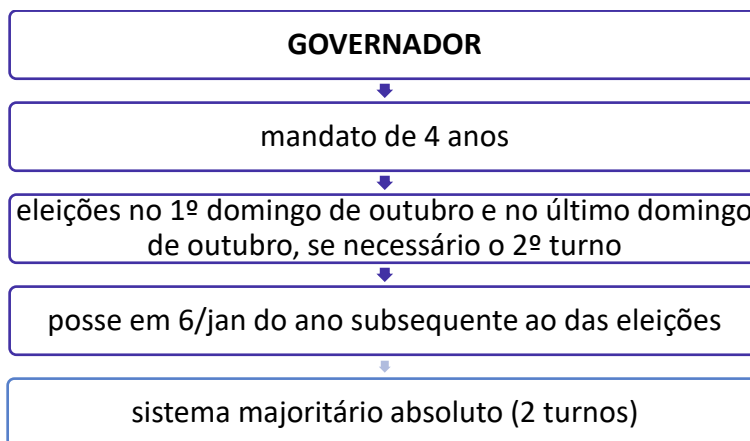 GOVERNADOR
mandato de 4 anos
eleições no 1º domingo de outubro e no último domingo
de outubro, se necessário o 2º turno
posse em 6/jan do ano subsequente ao das eleições
sistema majoritário absoluto (2 turnos)